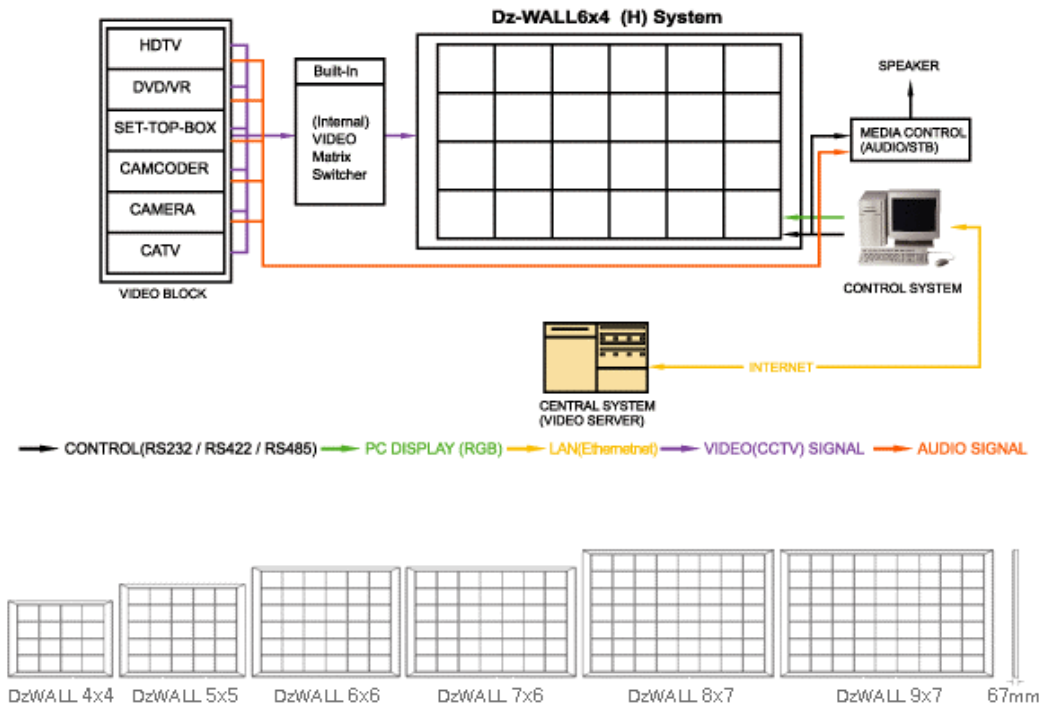 Dz-WALL6x4 (H) System
HDTV
DVD/VR
SET-TOP-BOX
CAMCODER
CAMERA
CATV
VIDEO BLOCK
Built-In
(Internal)
VIDEO
Matrix
Switcher
SPEAKER
MEDIA CONTROL
(AUDIO/STB)
CONTROL SYSTEM
INTERNET
CENTRAL SYSTEM
(VIDEO SERVER)
CONTROL(RS232 / RS422 / RS485) PC DISPLAY (RGB) LAN(Ethernetnet) VIDEO(CCTV) SIGNAL AUDIO SIGNAL
DzWALL 4x4 DzWALL 5x5 DzWALL 6x6 DzWALL 7x6 DzWALL 8x7 DzWALL 9x7 67mm